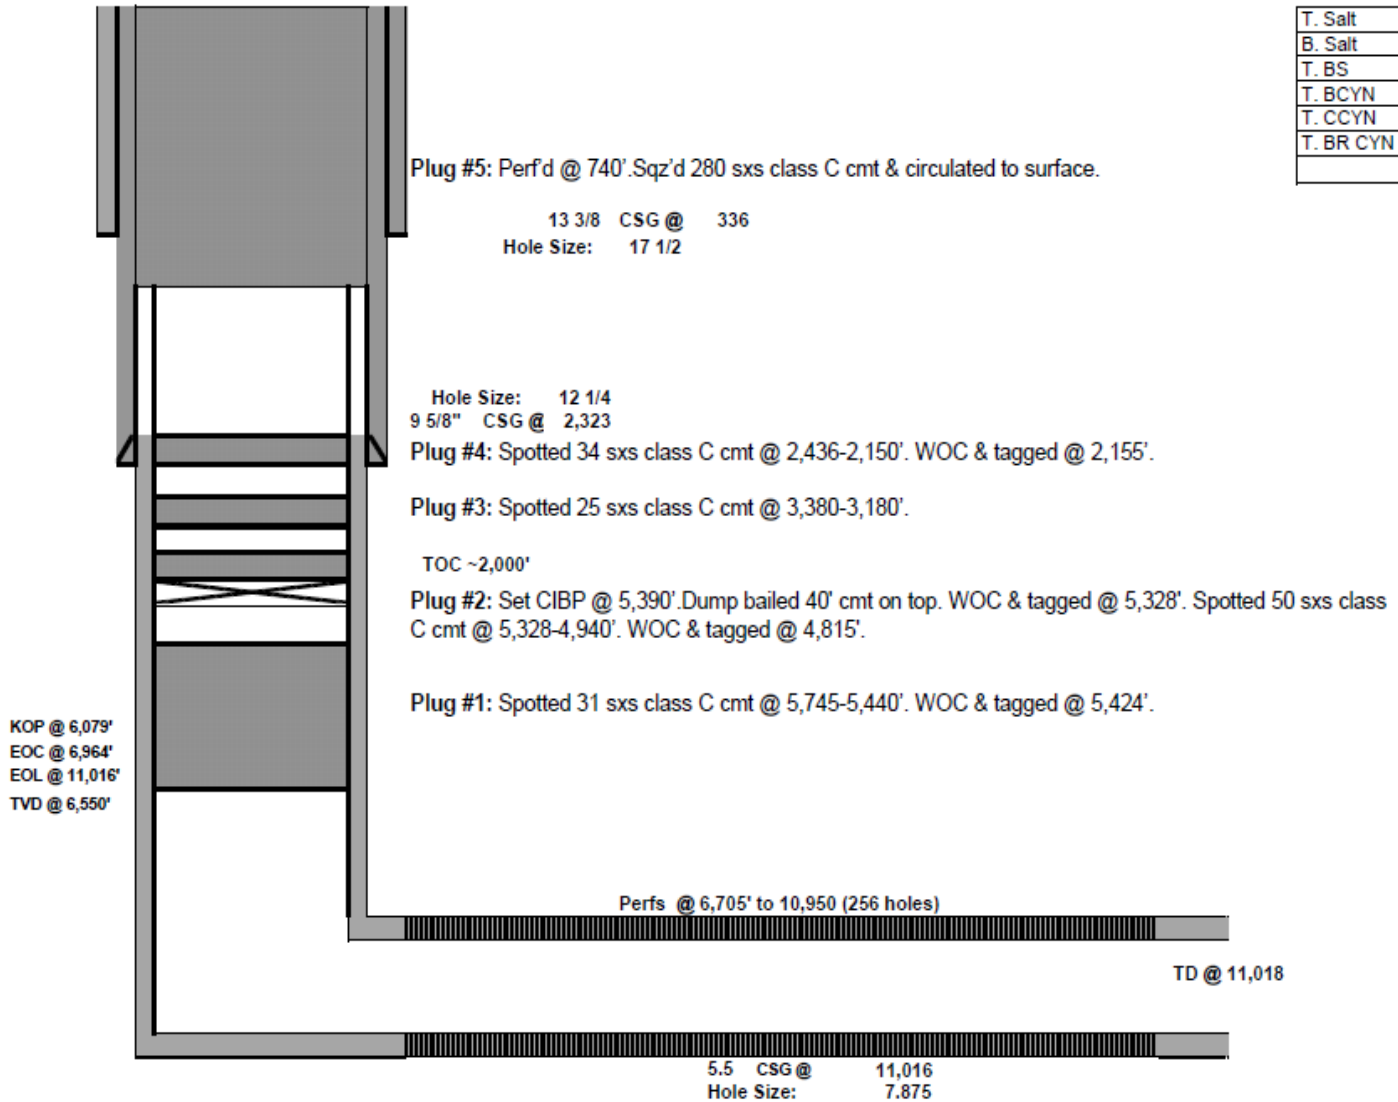 T. Salt
B. Salt
T. BS
T. BCYN
T. CCYN
T. BR CYN
Plug #5: Perf'd @ 740'.Sqz'd 280 sxs class C cmt & circulated to surface.
13 3/8 CSG @ 336
Hole Size: 17 1/2
Hole Size: 12 1/4
9 5/8" CSG @ 2,323
Plug #4: Spotted 34 sxs class C cmt @ 2,436-2,150'. WOC & tagged @ 2,155'.
Plug #3: Spotted 25 sxs class C cmt @ 3,380-3,180'.
TOC ~2,000'
Plug #2: Set CIBP @ 5,390'.Dump bailed 40' cmt on top. WOC & tagged @ 5,328'. Spotted 50 sxs class
C cmt @ 5,328-4,940'. WOC & tagged @ 4,815'.
Plug #1: Spotted 31 sxs class C cmt @ 5,745-5,440'. WOC & tagged @ 5,424'.
KOP @ 6,079'
EOC @ 6,964'
EOL @ 11,016'
TVD @ 6,550'
Perfs @ 6,705' to 10,950 (256 holes)
TD @ 11,018
5.5 CSG @ 11,016
Hole Size: 7.875